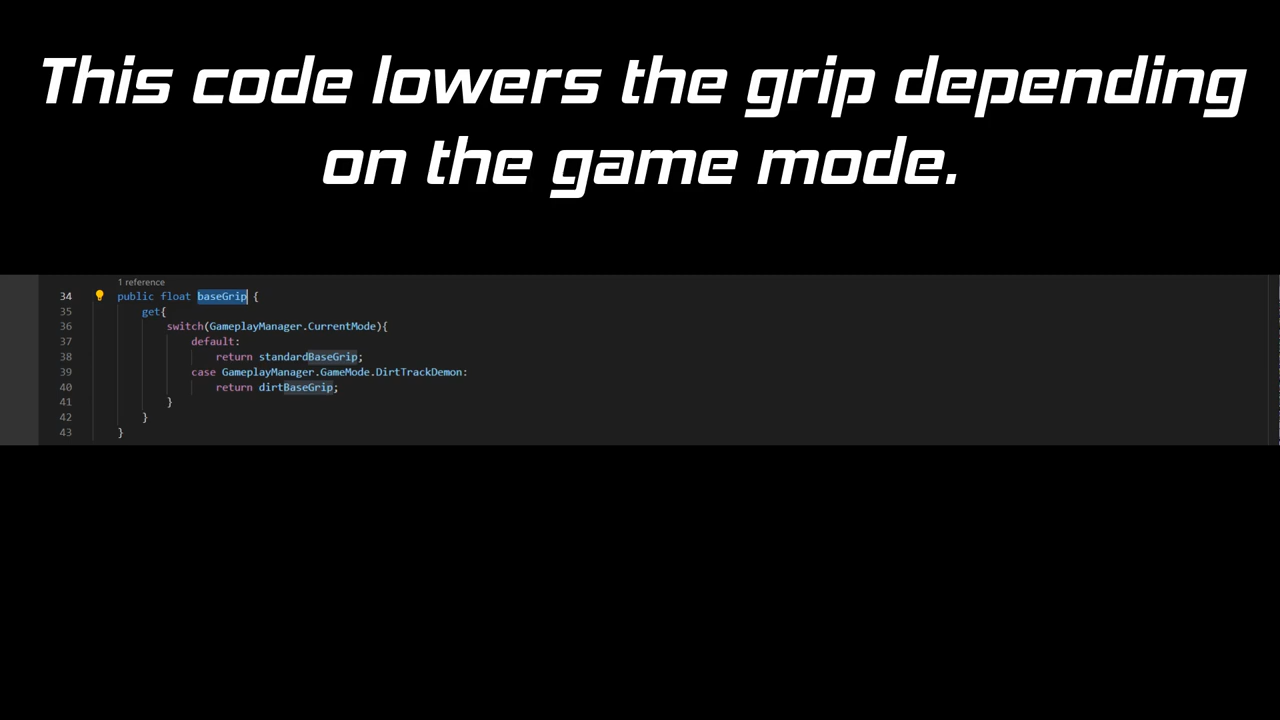 This code lowers the grip depending
on the game mode.
1 reference
34 public float baseGrip {
35 get{
36 switch(GameplayManager.CurrentMode){
37 default:
38 return standardBaseGrip;
39 case GameplayManager.GameMode.DirtTrackDemon:
40 return dirtBaseGrip;
41 }
42 }
43 }